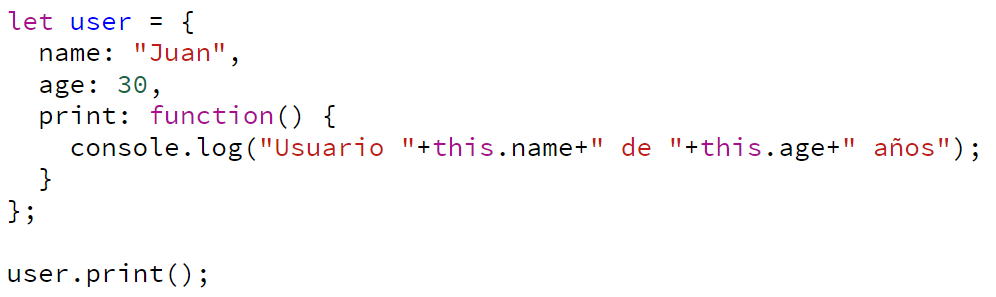 let user = {
  name: "Juan",
  age: 30,
  print: function() {
    console.log("Usuario "+this.name+" de "+this.age+" años");
  }
};

user.print();